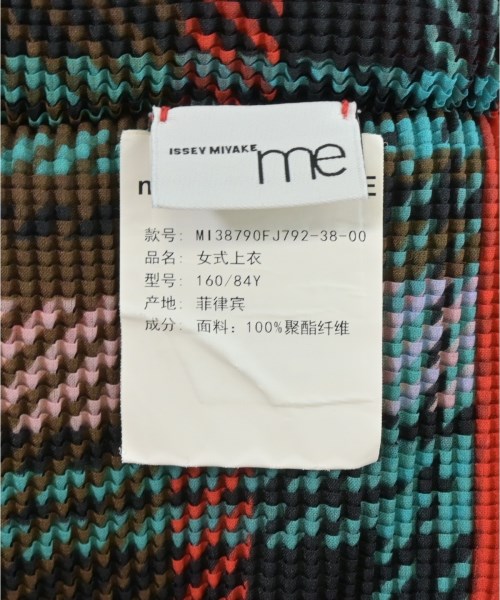 ISSEY MIYAKE me
款号: MI38790FJ792-38-00
品名: 女式上衣
型号: 160/84Y
产地: 菲律宾
成分: 面料: 100%聚酯纤维